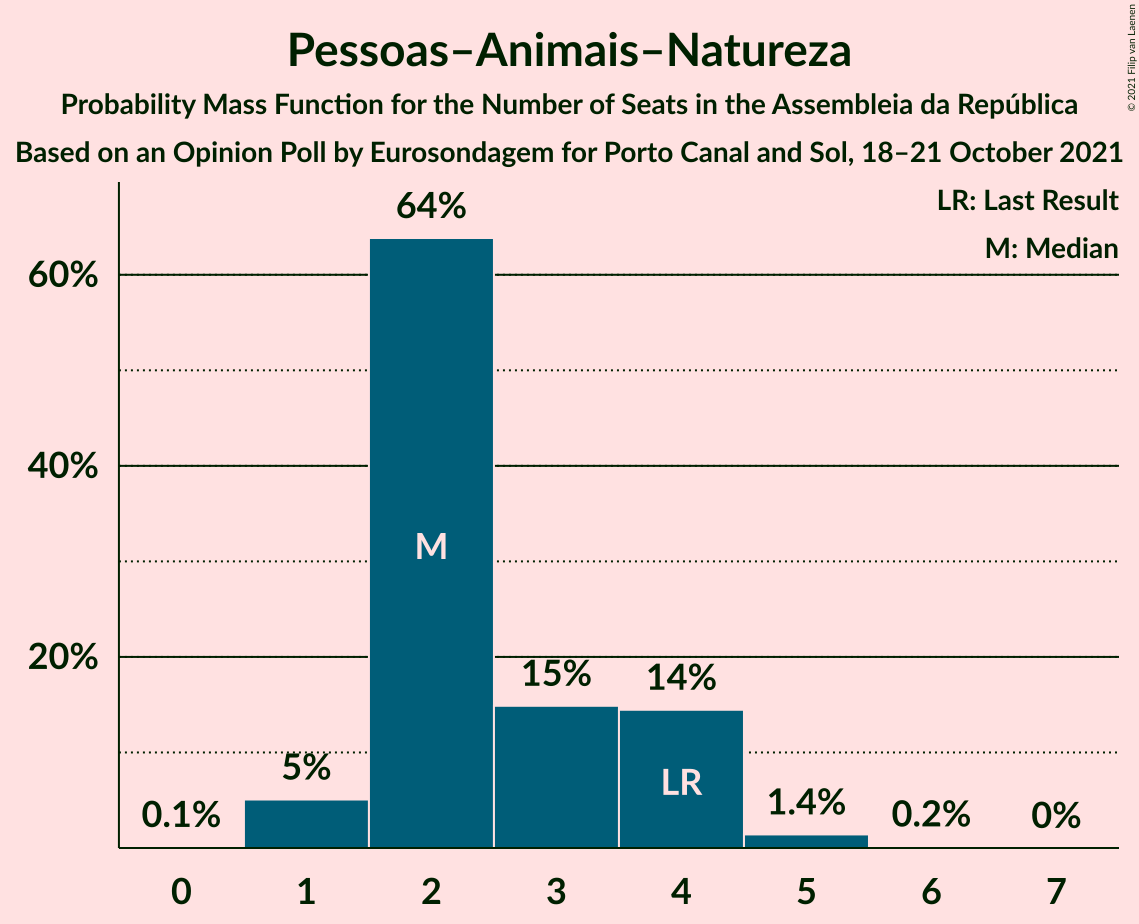 Pessoas–Animais–Natureza
Probability Mass Function for the Number of Seats in the Assembleia da República
Based on an Opinion Poll by Eurosondagem for Porto Canal and Sol, 18–21 October 2021
© 2021 Filip van Laenen
LR: Last Result
M: Median
60%
40%
20%
0.1%
5%
64%
15%
14%
1.4%
0.2%
0%
M
LR
0 1 2 3 4 5 6 7